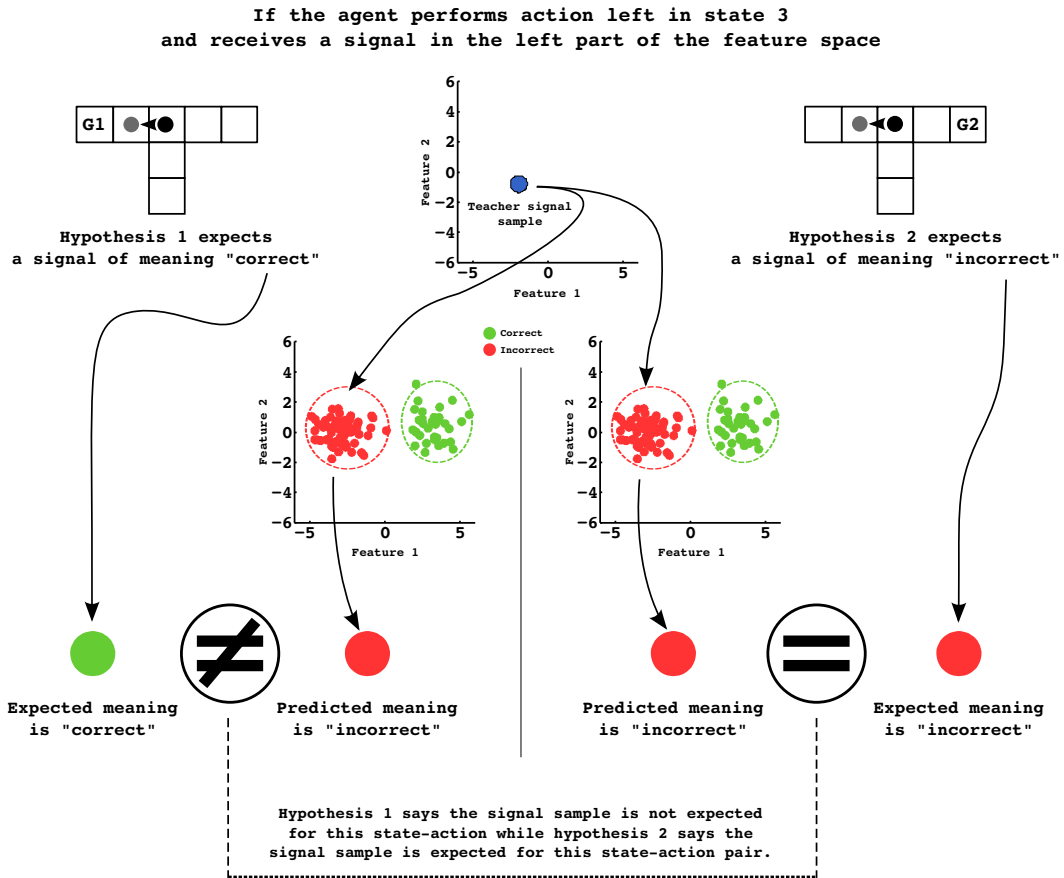 If the agent performs action left in state 3
and receives a signal in the left part of the feature space
G1
Hypothesis 1 expects
a signal of meaning "correct"
6
4
2
0
−2
−4
−6
Feature 2
Teacher signal
sample
−5
0
5
Feature 1
G2
Hypothesis 2 expects
a signal of meaning "incorrect"
Correct
Incorrect
6
4
2
0
−2
−4
−6
Feature 2
−5
0
5
Feature 1
6
4
2
0
−2
−4
−6
Feature 2
−5
0
5
Feature 1
Expected meaning
is "correct"
Predicted meaning
is "incorrect"
Predicted meaning
is "incorrect"
Expected meaning
is "incorrect"
Hypothesis 1 says the signal sample is not expected
for this state-action while hypothesis 2 says the
signal sample is expected for this state-action pair.